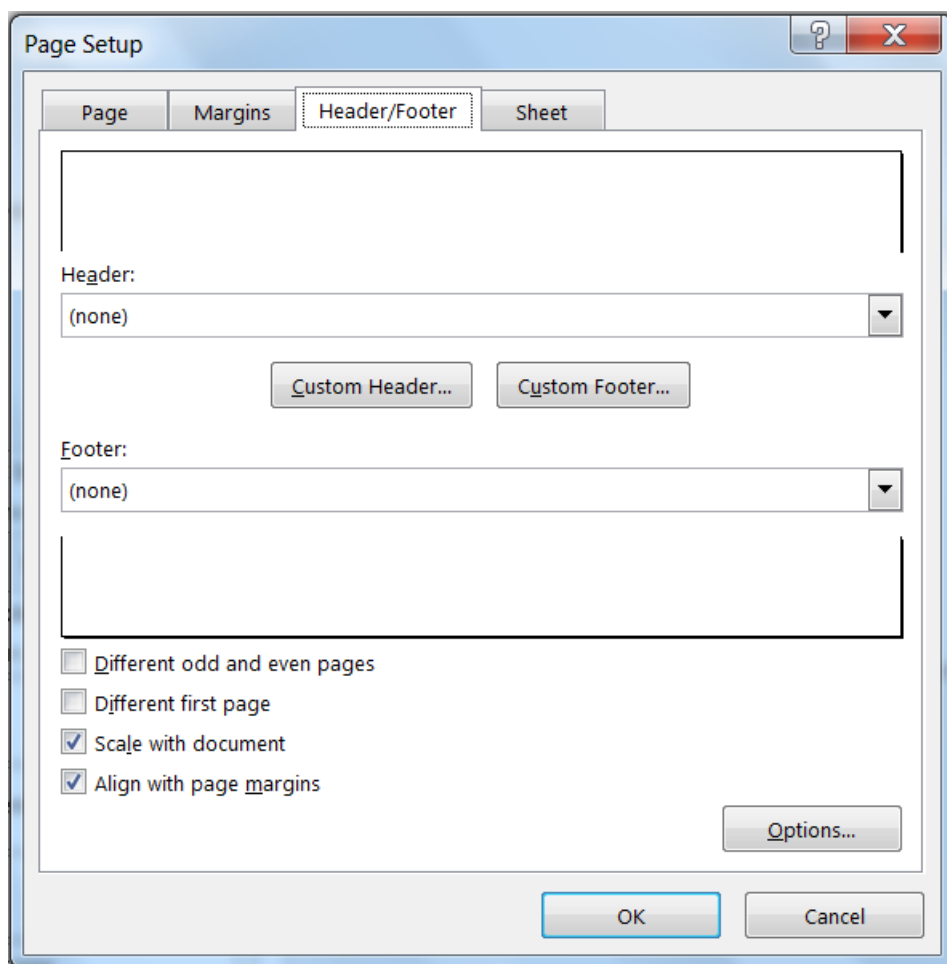 Page Setup
Page Margins Header/Footer Sheet
Header:
(none)
Custom Header... Custom Footer...
Footer:
(none)
Different odd and even pages
Different first page
Scale with document
Align with page margins
Options...
OK Cancel